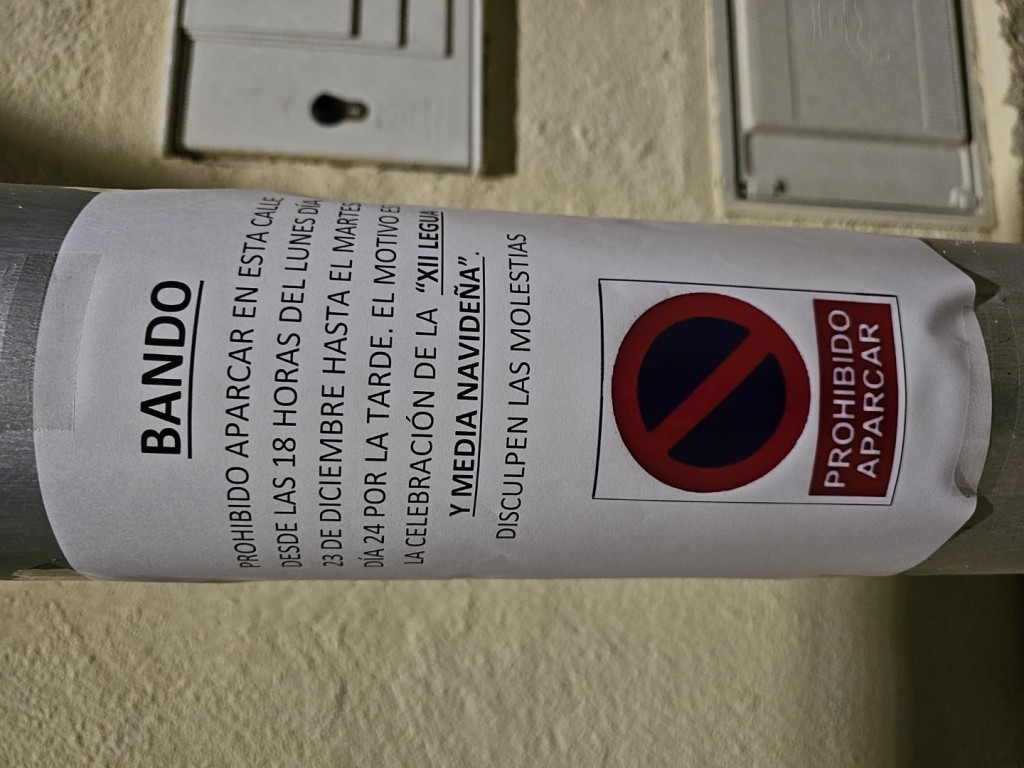 BANDO
PROHIBIDO APARCAR EN ESTA CALLE
DESDE LAS 18 HORAS DEL LUNES DÍA
23 DE DICIEMBRE HASTA EL MARTES
DÍA 24 POR LA TARDE. EL MOTIVO ES
LA CELEBRACIÓN DE LA "XII LEGUA
Y MEDIA NAVIDEÑA".
DISCULPEN LAS MOLESTIAS
PROHIBIDO
APARCAR